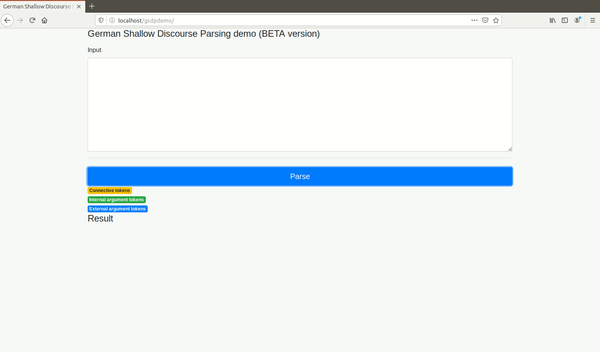 German Shallow Discourse
localhost/gsdpdemo/
German Shallow Discourse Parsing demo (BETA version)
Input
Parse
Connective tokens
Internal argument tokens
External argument tokens
Result